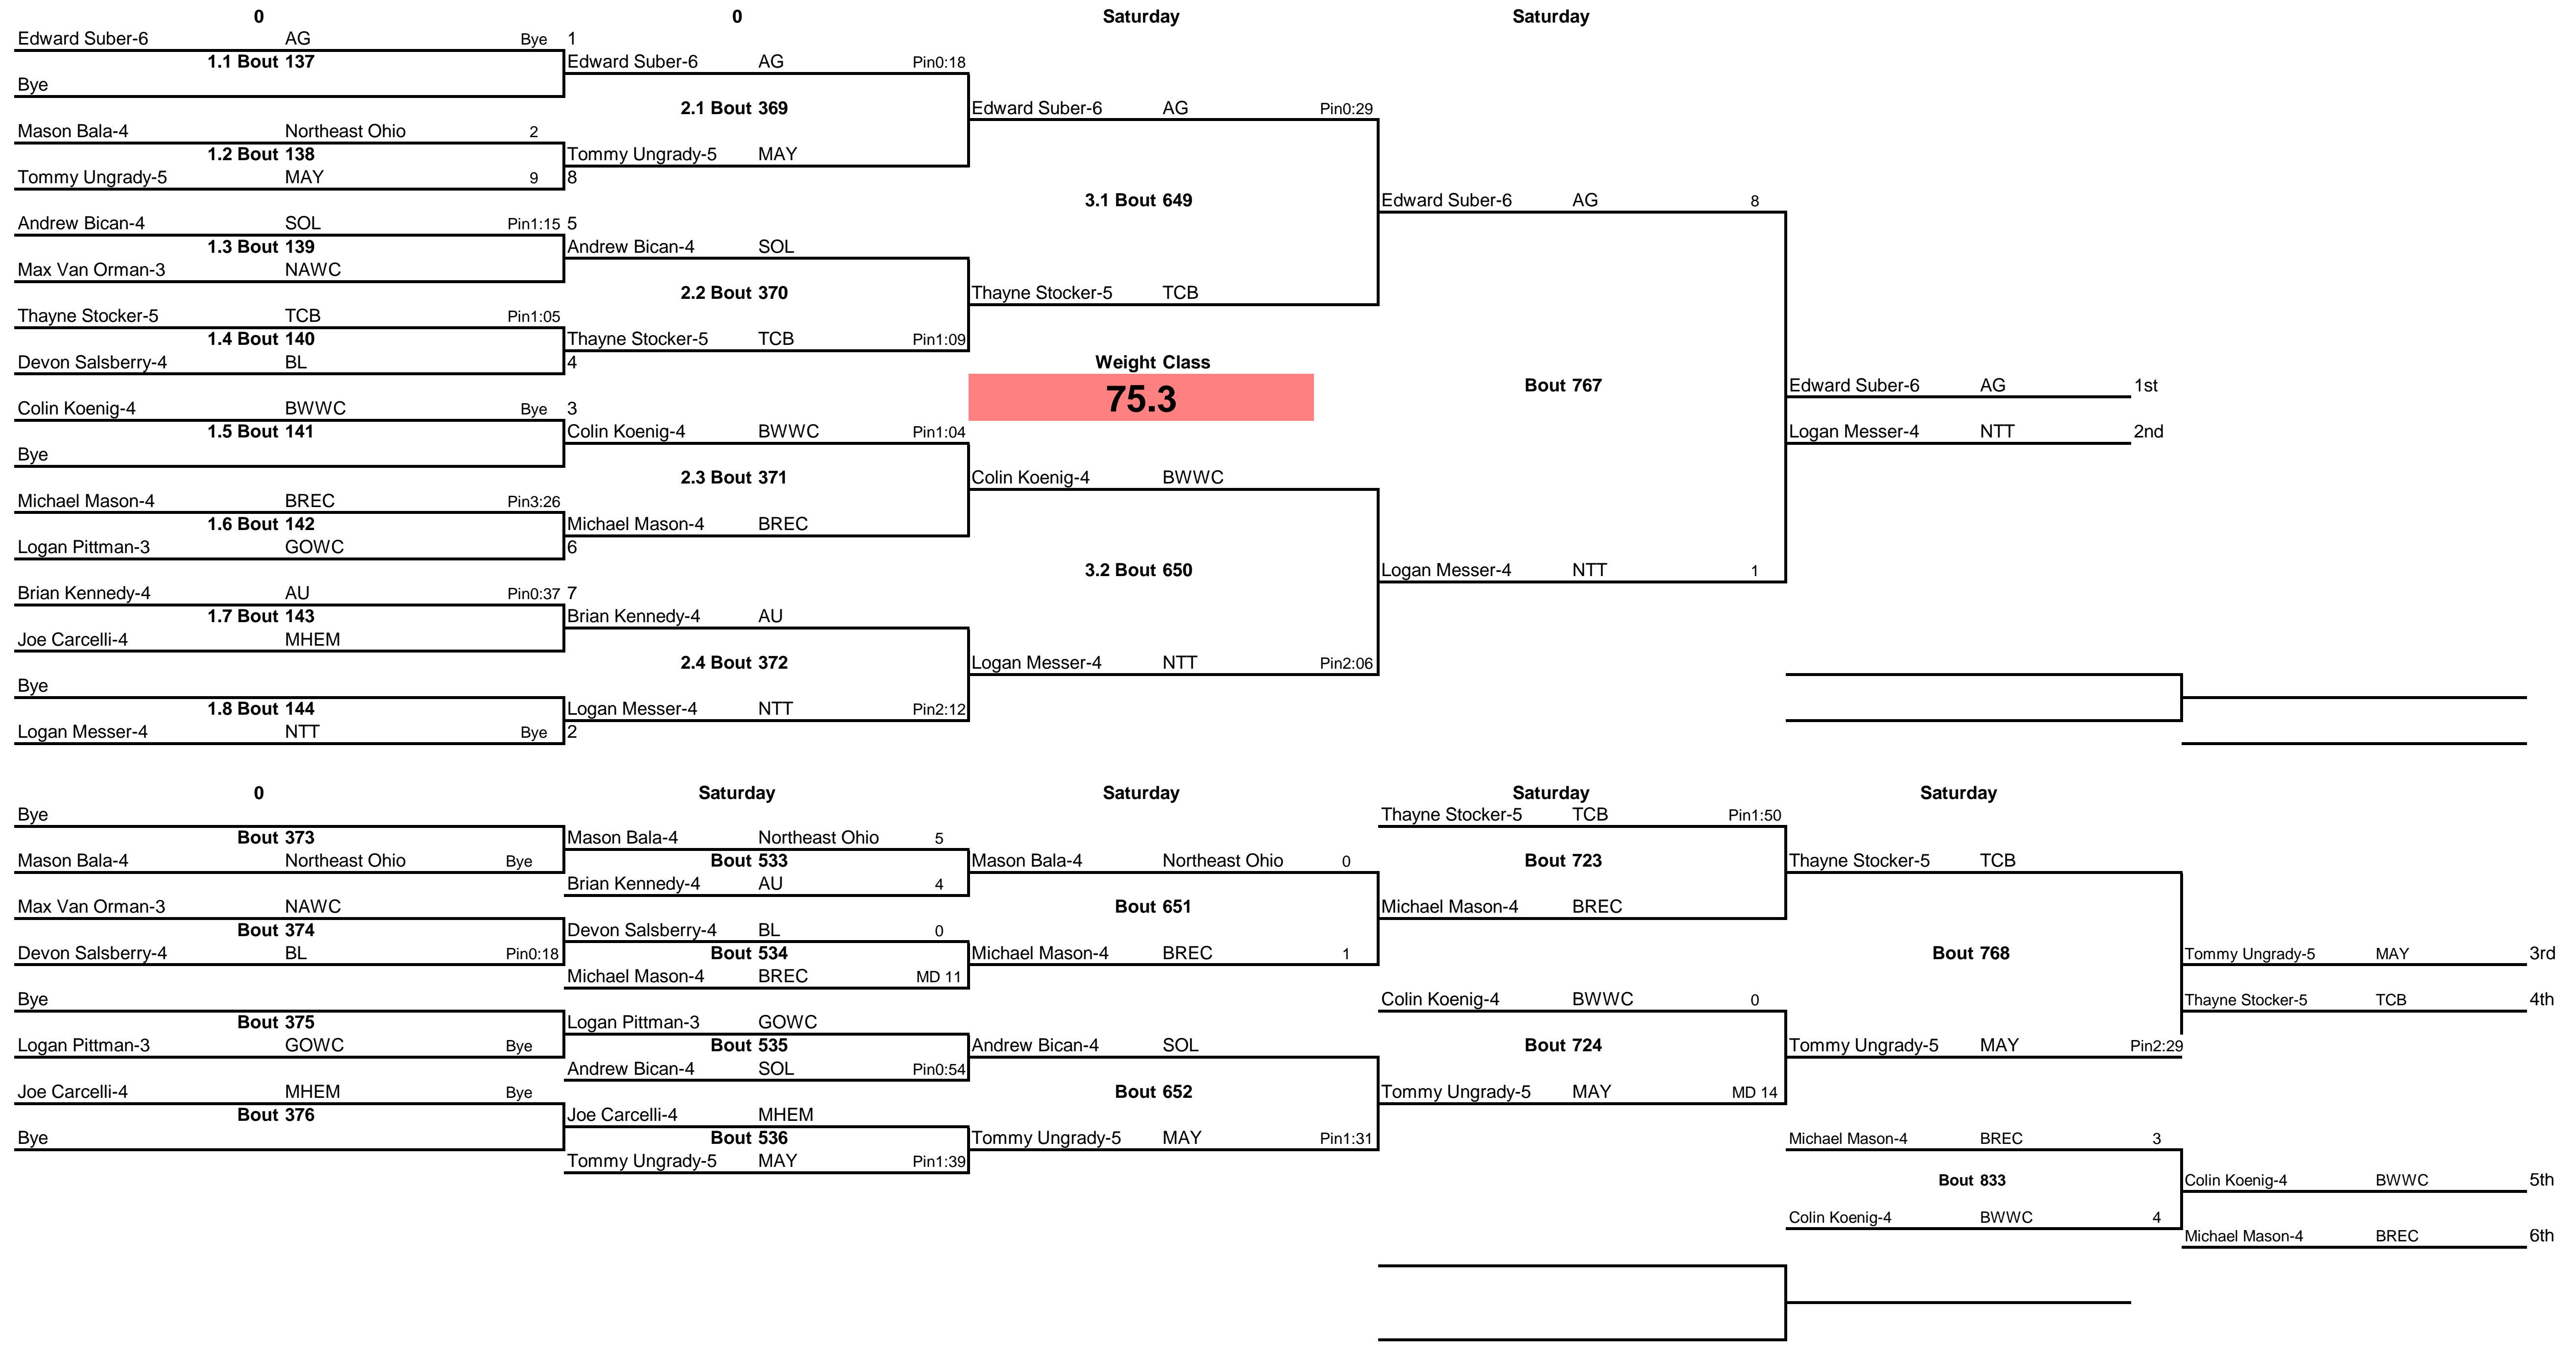 0 0 Saturday Saturday
Edward Suber-6 AG Bye 1
1.1 Bout 137 Edward Suber-6 AG Pin0:18
Bye
2.1 Bout 369 Edward Suber-6 AG Pin0:29
Mason Bala-4 Northeast Ohio 2
1.2 Bout 138 Tommy Ungrady-5 MAY
Tommy Ungrady-5 MAY 9 8
3.1 Bout 649 Edward Suber-6 AG 8
Andrew Bican-4 SOL Pin1:15 5
1.3 Bout 139 Andrew Bican-4 SOL
Max Van Orman-3 NAWC
2.2 Bout 370 Thayne Stocker-5 TCB
Thayne Stocker-5 TCB Pin1:05
1.4 Bout 140 Thayne Stocker-5 TCB Pin1:09
Devon Salsberry-4 BL 4 Weight Class
75.3
Bout 767 Edward Suber-6 AG 1st
Colin Koenig-4 BWWC Bye 3
1.5 Bout 141 Colin Koenig-4 BWWC Pin1:04 Logan Messer-4 NTT 2nd
Bye
2.3 Bout 371 Colin Koenig-4 BWWC
Michael Mason-4 BREC Pin3:26
1.6 Bout 142 Michael Mason-4 BREC
Logan Pittman-3 GOWC 6
3.2 Bout 650 Logan Messer-4 NTT 1
Brian Kennedy-4 AU Pin0:37 7
1.7 Bout 143 Brian Kennedy-4 AU
Joe Carcelli-4 MHEM
2.4 Bout 372 Logan Messer-4 NTT Pin2:06
Bye
1.8 Bout 144 Logan Messer-4 NTT Pin2:12
Logan Messer-4 NTT Bye 2
0 Saturday Saturday Saturday Saturday
Bye Thayne Stocker-5 TCB Pin1:50
Bout 373 Mason Bala-4 Northeast Ohio 5
Mason Bala-4 Northeast Ohio Bye Bout 533 Mason Bala-4 Northeast Ohio 0 Bout 723 Thayne Stocker-5 TCB
Brian Kennedy-4 AU 4
Max Van Orman-3 NAWC Bout 651 Michael Mason-4 BREC
Bout 374 Devon Salsberry-4 BL 0
Devon Salsberry-4 BL Pin0:18 Bout 534 Michael Mason-4 BREC 1 Bout 768 Tommy Ungrady-5 MAY 3rd
Michael Mason-4 BREC MD 11
Bye Colin Koenig-4 BWWC 0 Thayne Stocker-5 TCB 4th
Bout 375 Logan Pittman-3 GOWC
Logan Pittman-3 GOWC Bye Bout 535 Andrew Bican-4 SOL Bout 724 Tommy Ungrady-5 MAY Pin2:29
Andrew Bican-4 SOL Pin0:54
Joe Carcelli-4 MHEM Bye Bout 652 Tommy Ungrady-5 MAY MD 14
Bout 376 Joe Carcelli-4 MHEM
Bye Bout 536 Tommy Ungrady-5 MAY Pin1:31 Michael Mason-4 BREC 3
Tommy Ungrady-5 MAY Pin1:39
Bout 833 Colin Koenig-4 BWWC 5th
Colin Koenig-4 BWWC 4
Michael Mason-4 BREC 6th